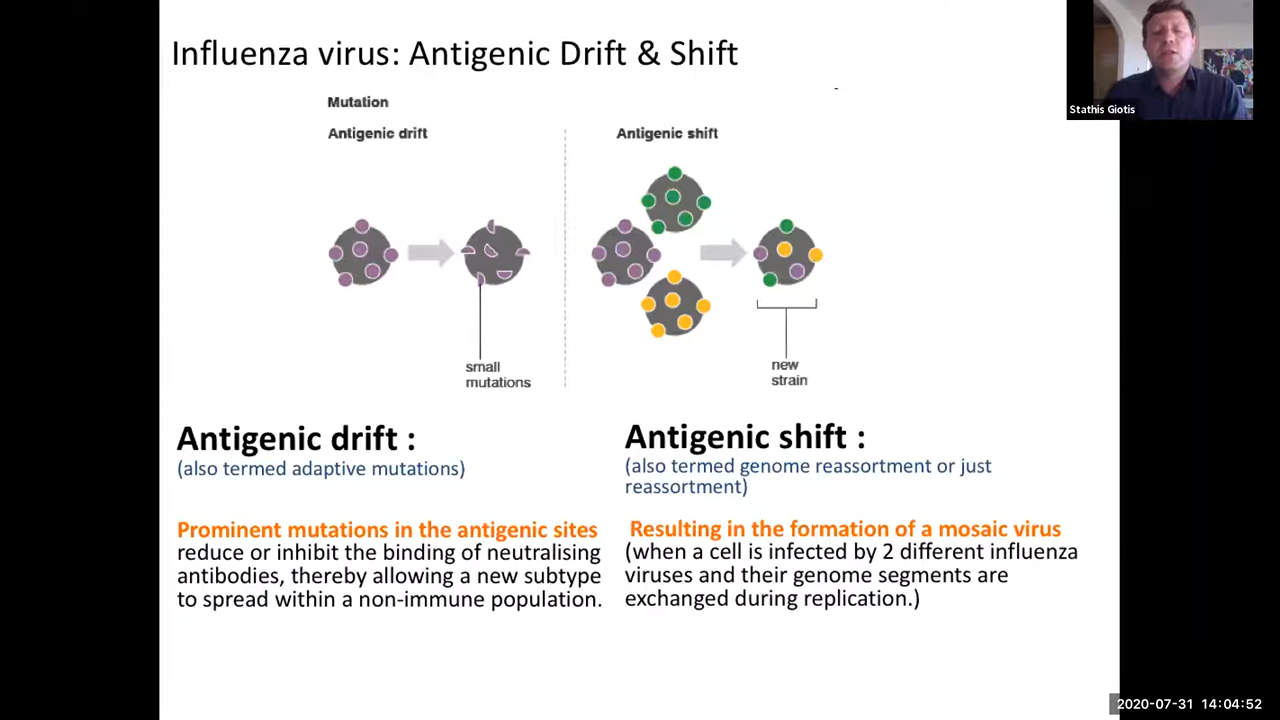 Influenza virus: Antigenic Drift & Shift
Stathis Giotis
Mutation
Antigenic drift
Antigenic shift
small
mutations
new
strain
Antigenic drift :
(also termed adaptive mutations)
Prominent mutations in the antigenic sites
reduce or inhibit the binding of neutralising
antibodies, thereby allowing a new subtype
to spread within a non-immune population.
Antigenic shift :
(also termed genome reassortment or just
reassortment)
Resulting in the formation of a mosaic virus
(when a cell is infected by 2 different influenza
viruses and their genome segments are
exchanged during replication.)
2020-07-31 14:04:52